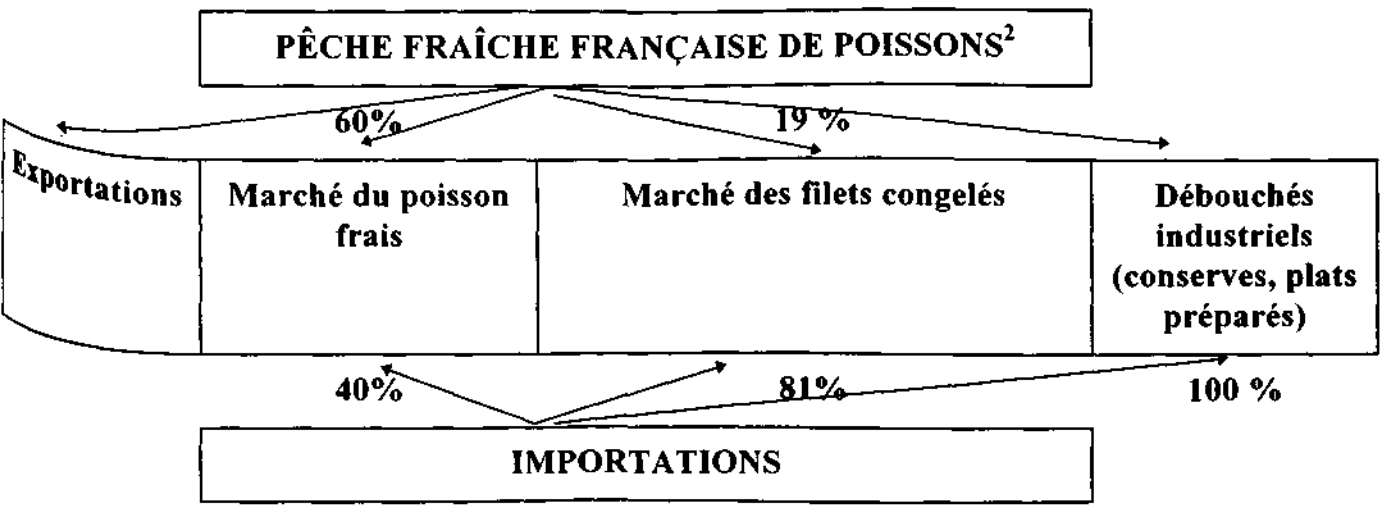 PÊCHE FRAÎCHE FRANÇAISE DE POISSONS²
60%
19 %
Exportations
Marché du poisson
frais
Marché des filets congelés
Débouchés
industriels
(conserves, plats
préparés)
40%
81%
100 %
IMPORTATIONS